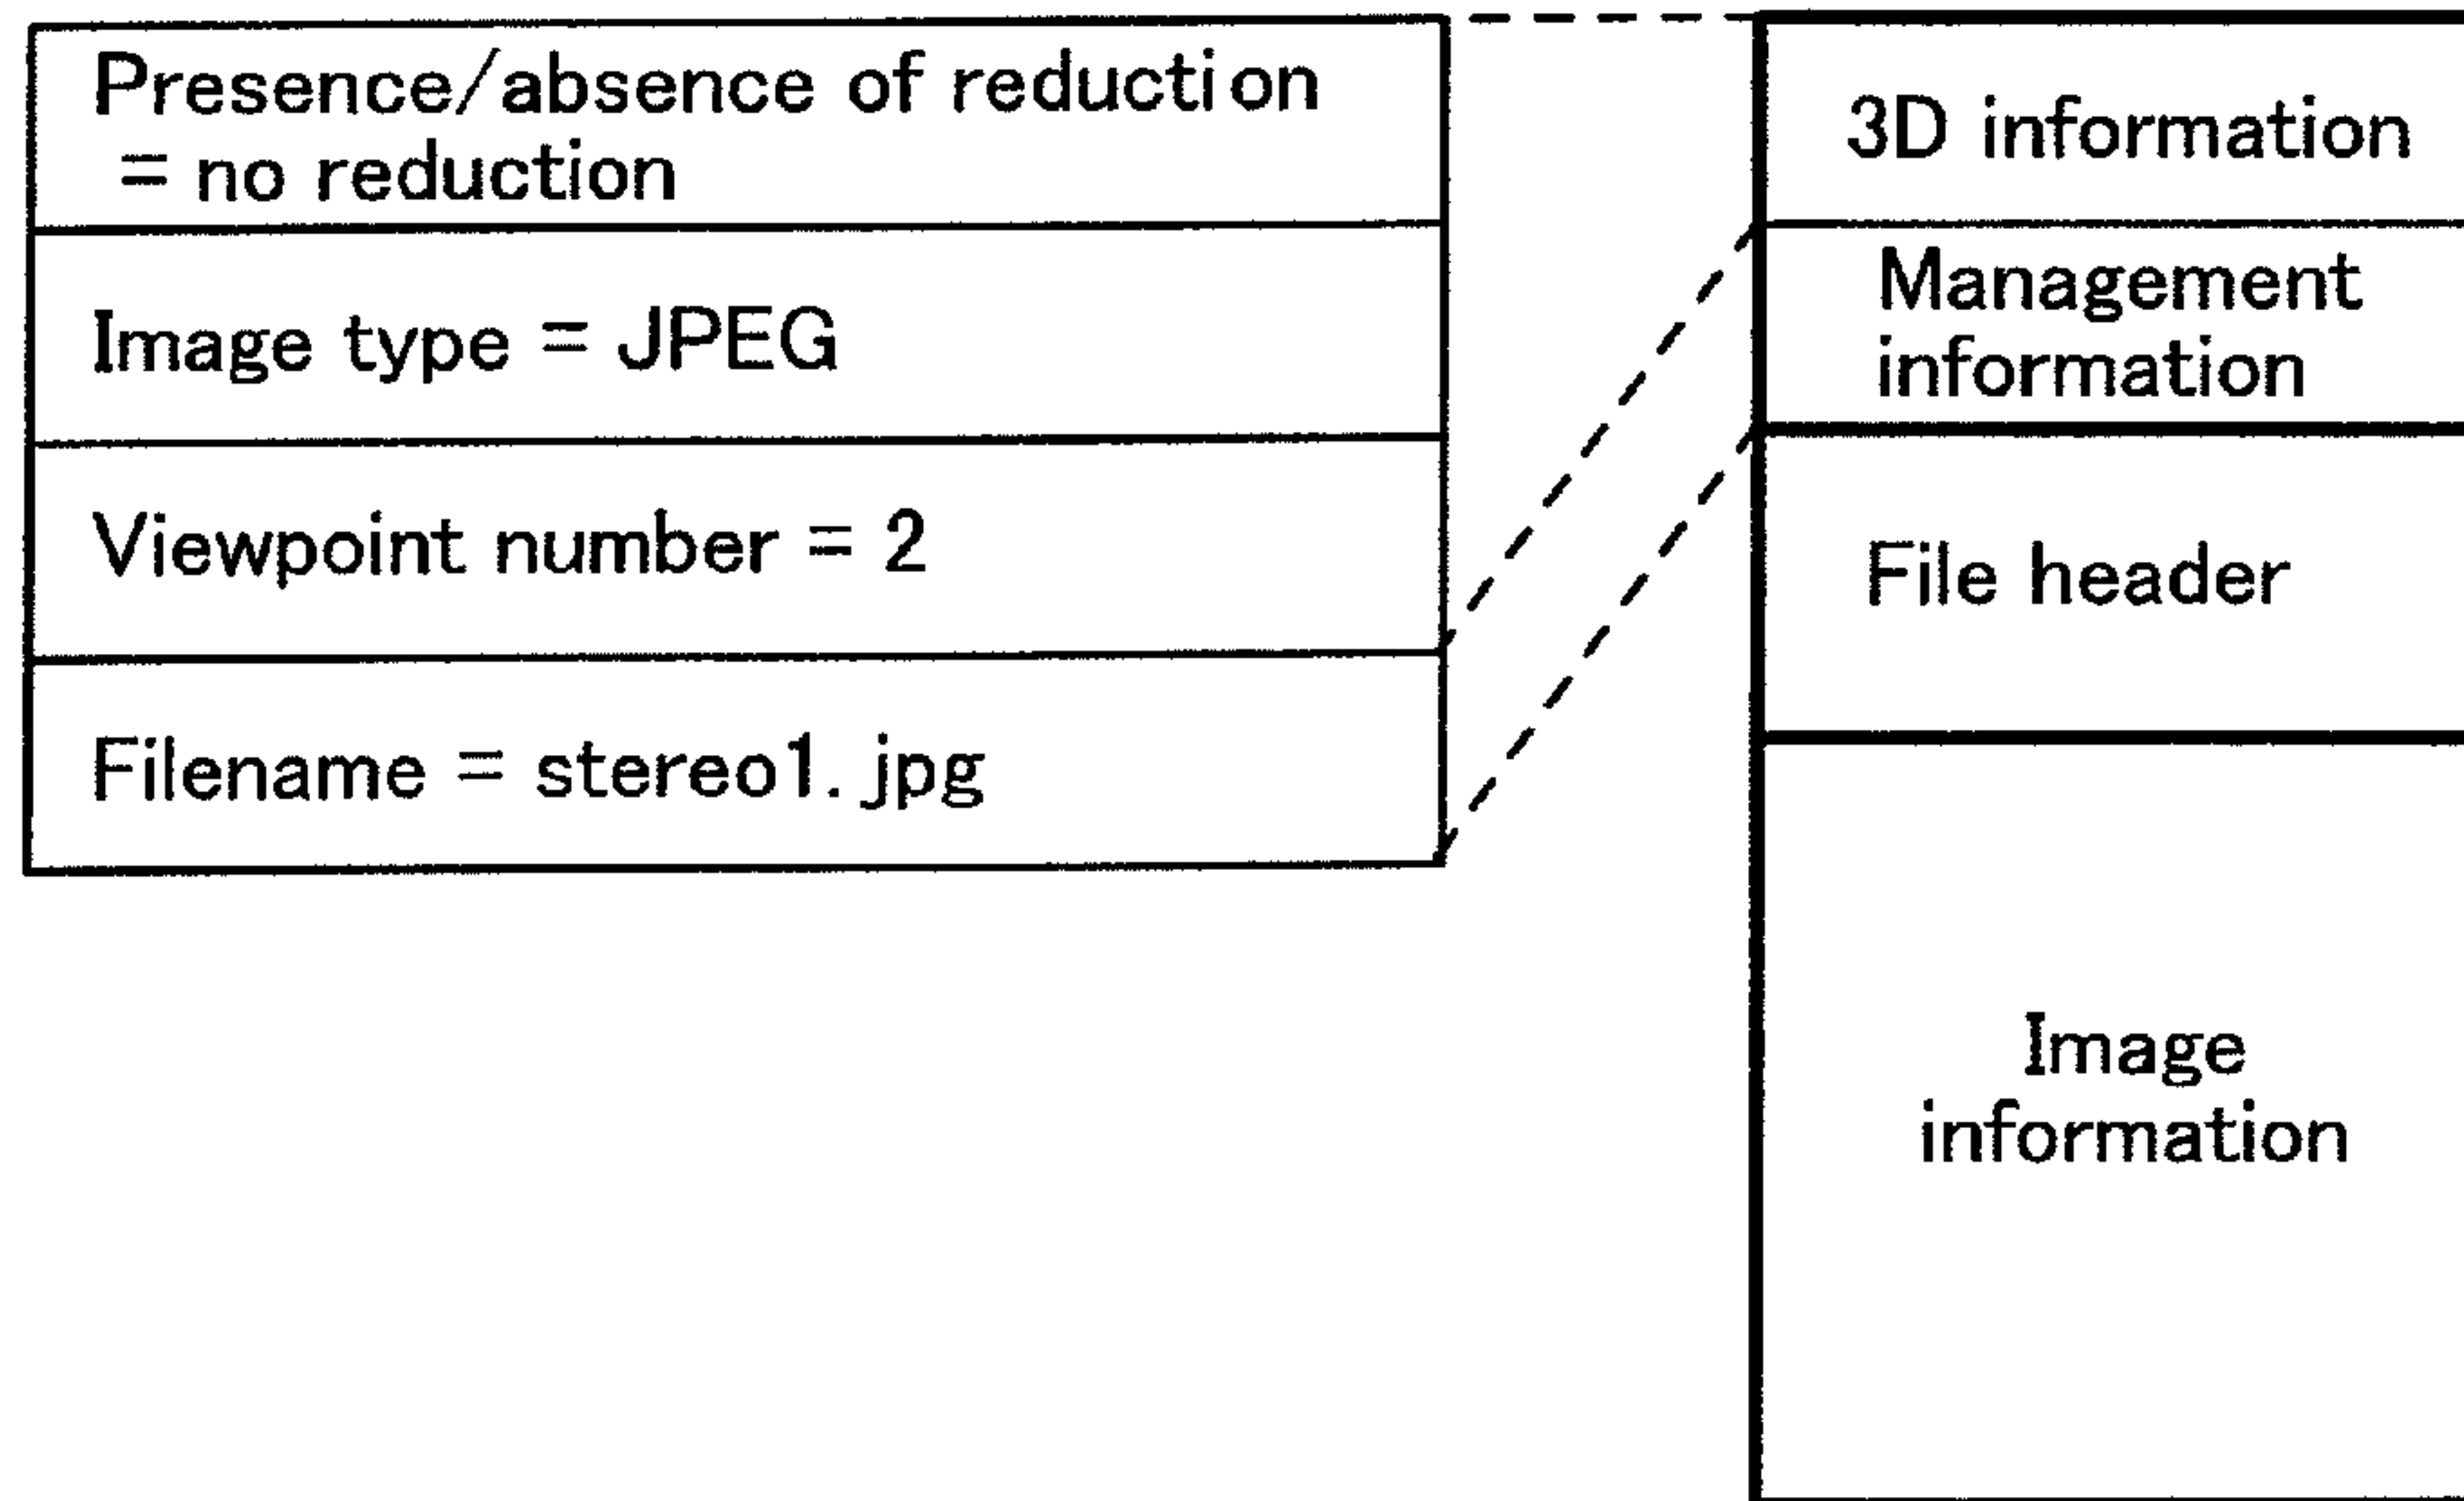 Presence/absence of reduction
= no reduction
Image type = JPEG
Viewpoint number = 2
Filename = stereo1.jpg
3D information
Management
information
File header
Image
information